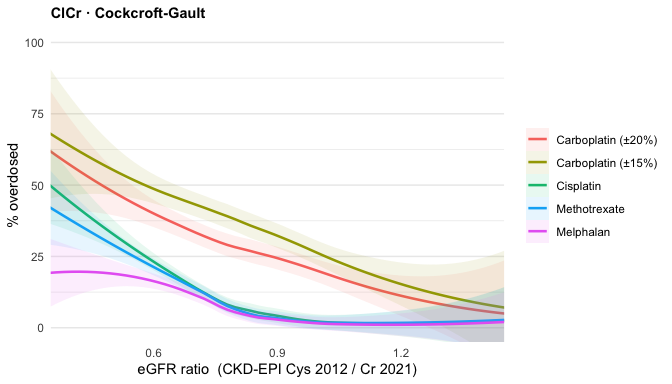 ClCr · Cockcroft-Gault
100
75
50
25
0
% overdosed
0.6
0.9
1.2
eGFR ratio (CKD-EPI Cys 2012 / Cr 2021)
Carboplatin (±20%)
Carboplatin (±15%)
Cisplatin
Methotrexate
Melphalan